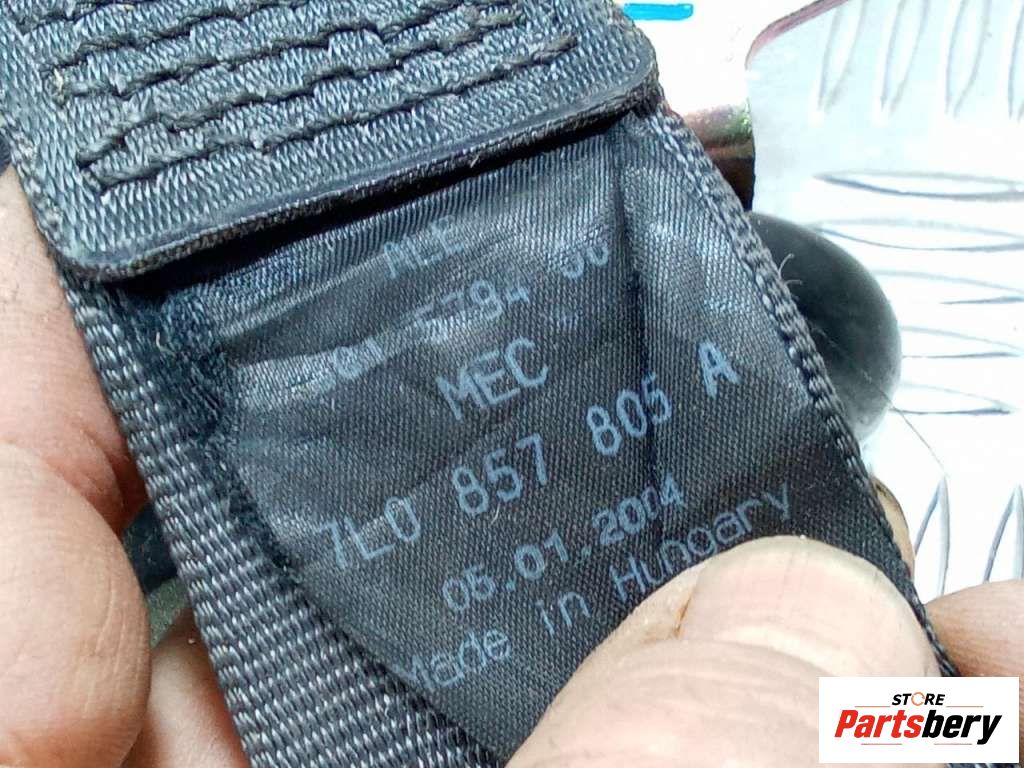 MEC
7L0 857 805 A
05.01.2004
Made in Hungary
STORE
Partsbery